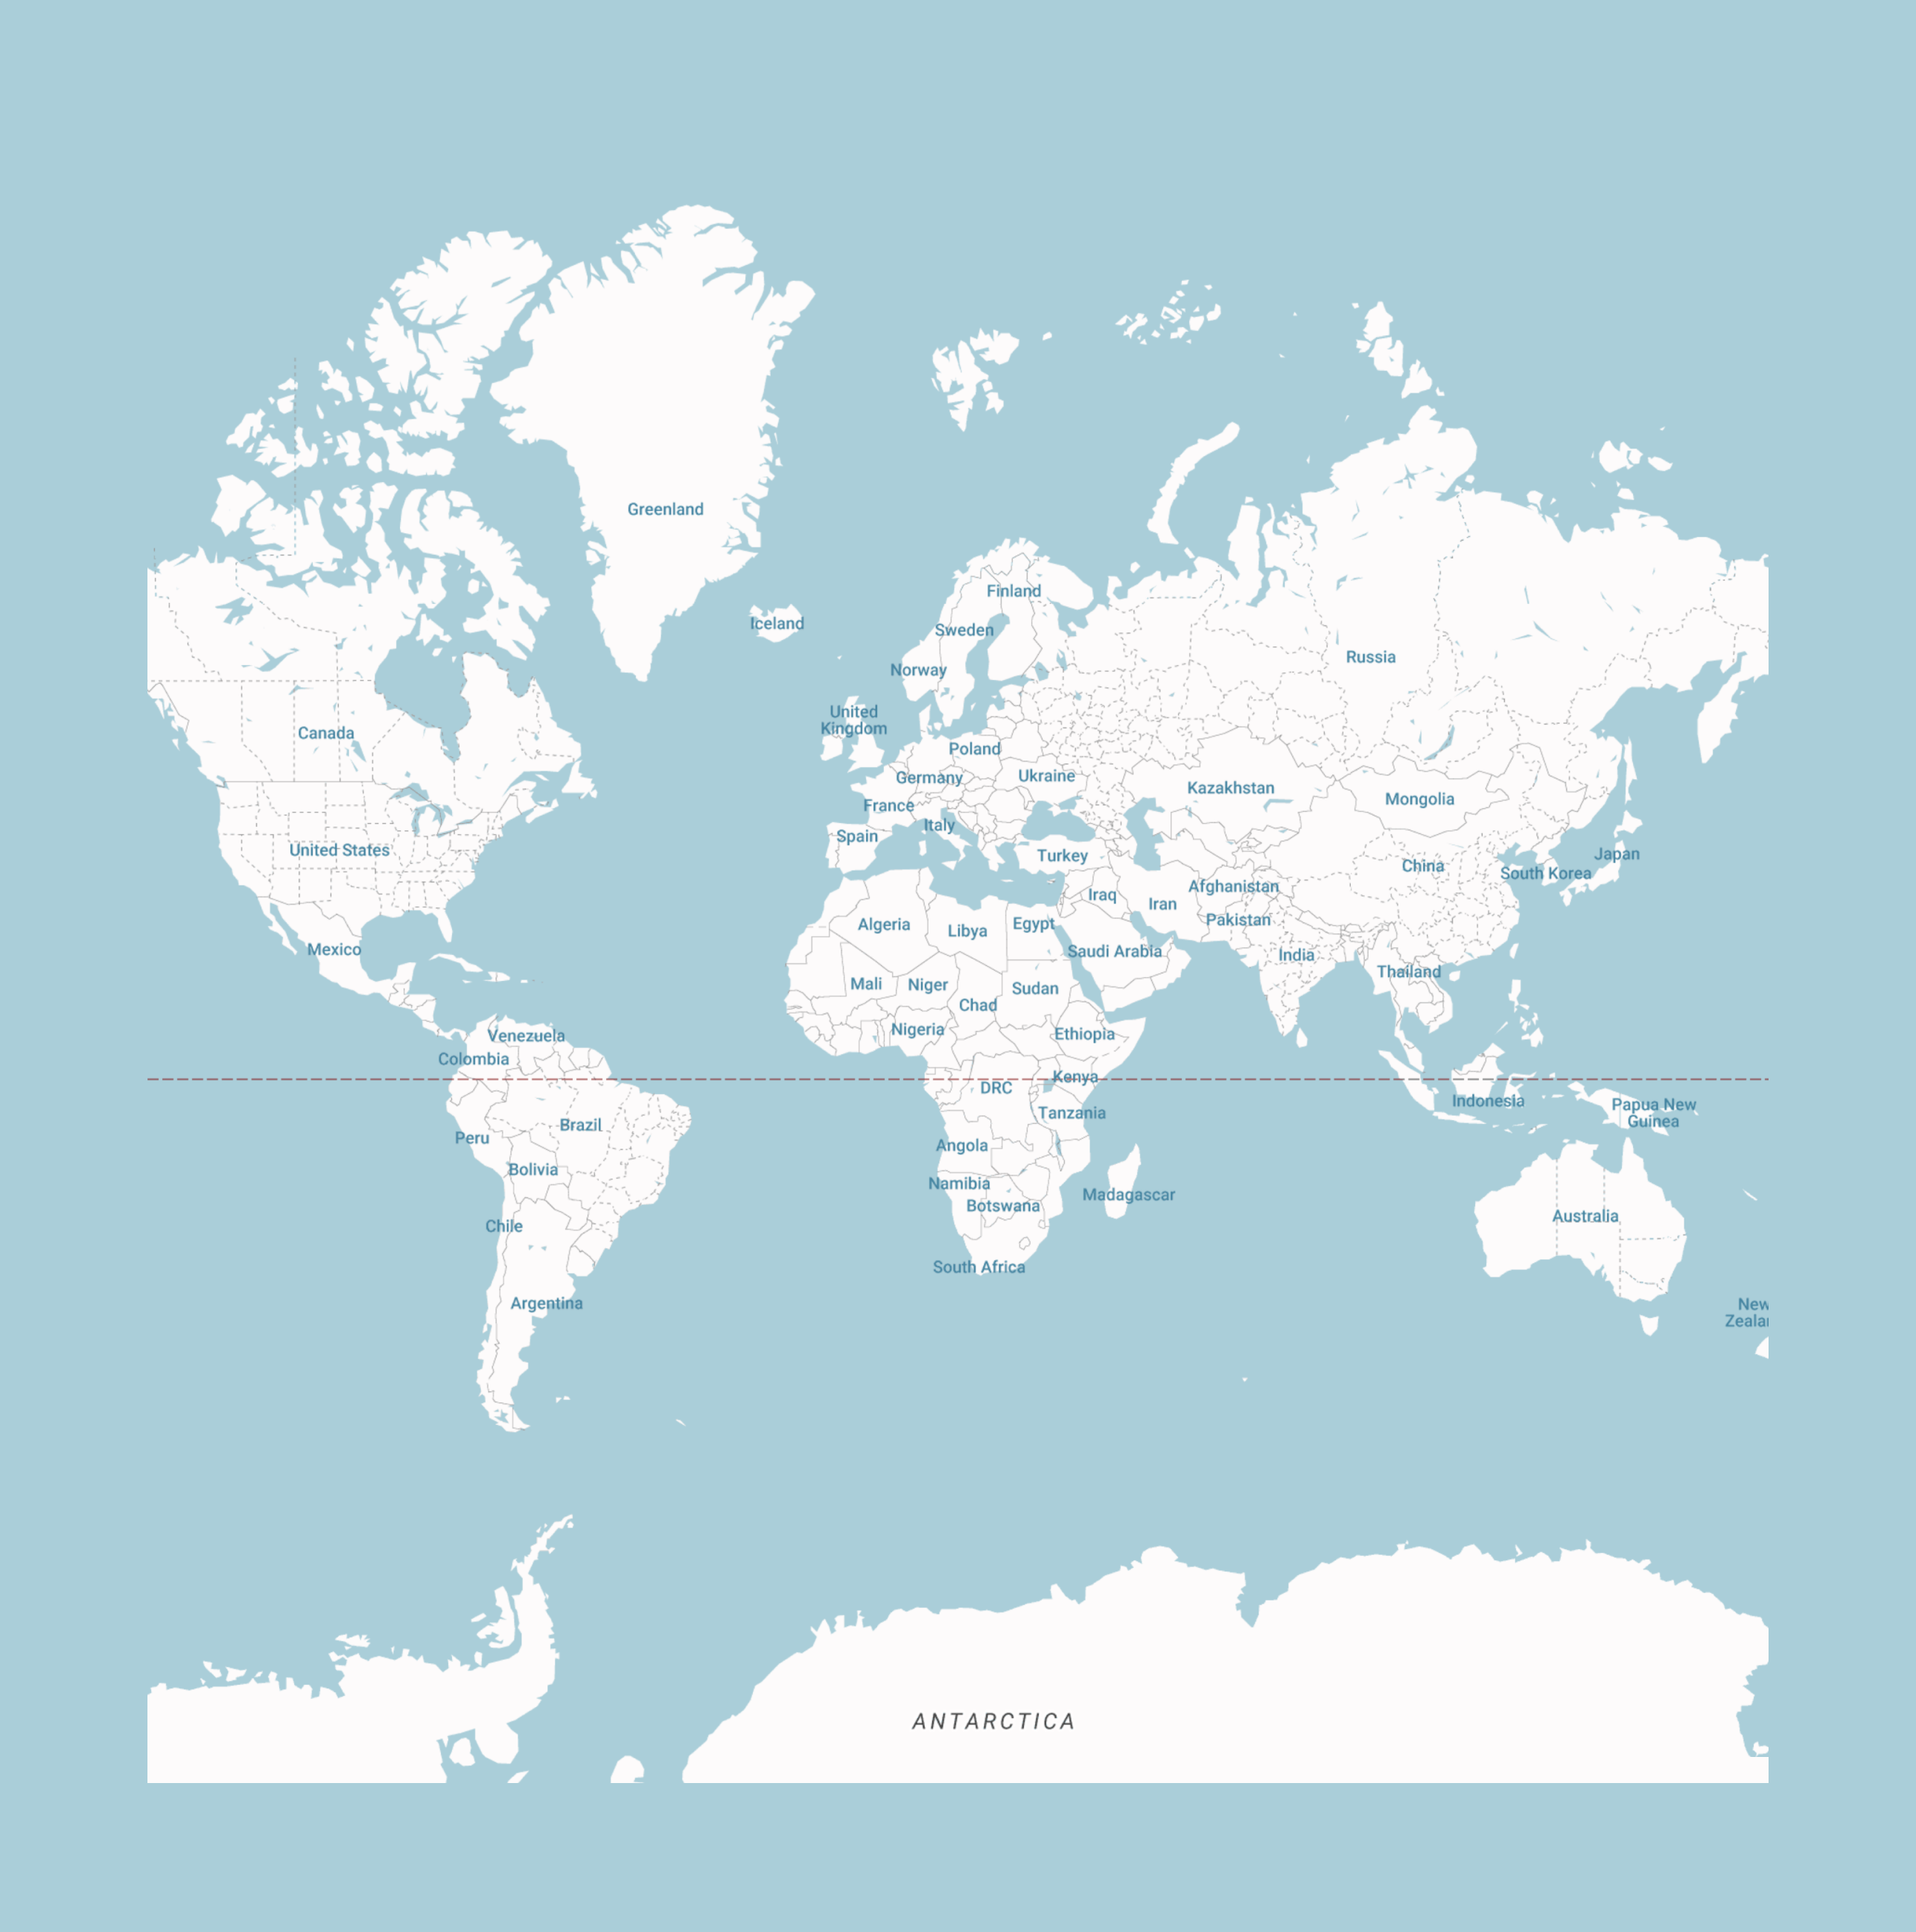 Greenland
Finland
Iceland
Sweden
Russia
Norway
United
Kingdom
Canada
Poland
Germany
Ukraine
Kazakhstan
Mongolia
France
Italy
Spain
United States
Turkey
Japan
China
South Korea
Afghanistan
Iraq
Iran
Pakistan
Algeria
Libya
Egypt
Mexico
Saudi Arabia
India
Thailand
Mali
Niger
Sudan
Chad
Nigeria
Ethiopia
Venezuela
Colombia
Kenya
DRC
Indonesia
Papua New
Guinea
Tanzania
Brazil
Peru
Angola
Bolivia
Namibia
Madagascar
Botswana
Australia
Chile
South Africa
Argentina
New
Zealan
ANTARCTICA